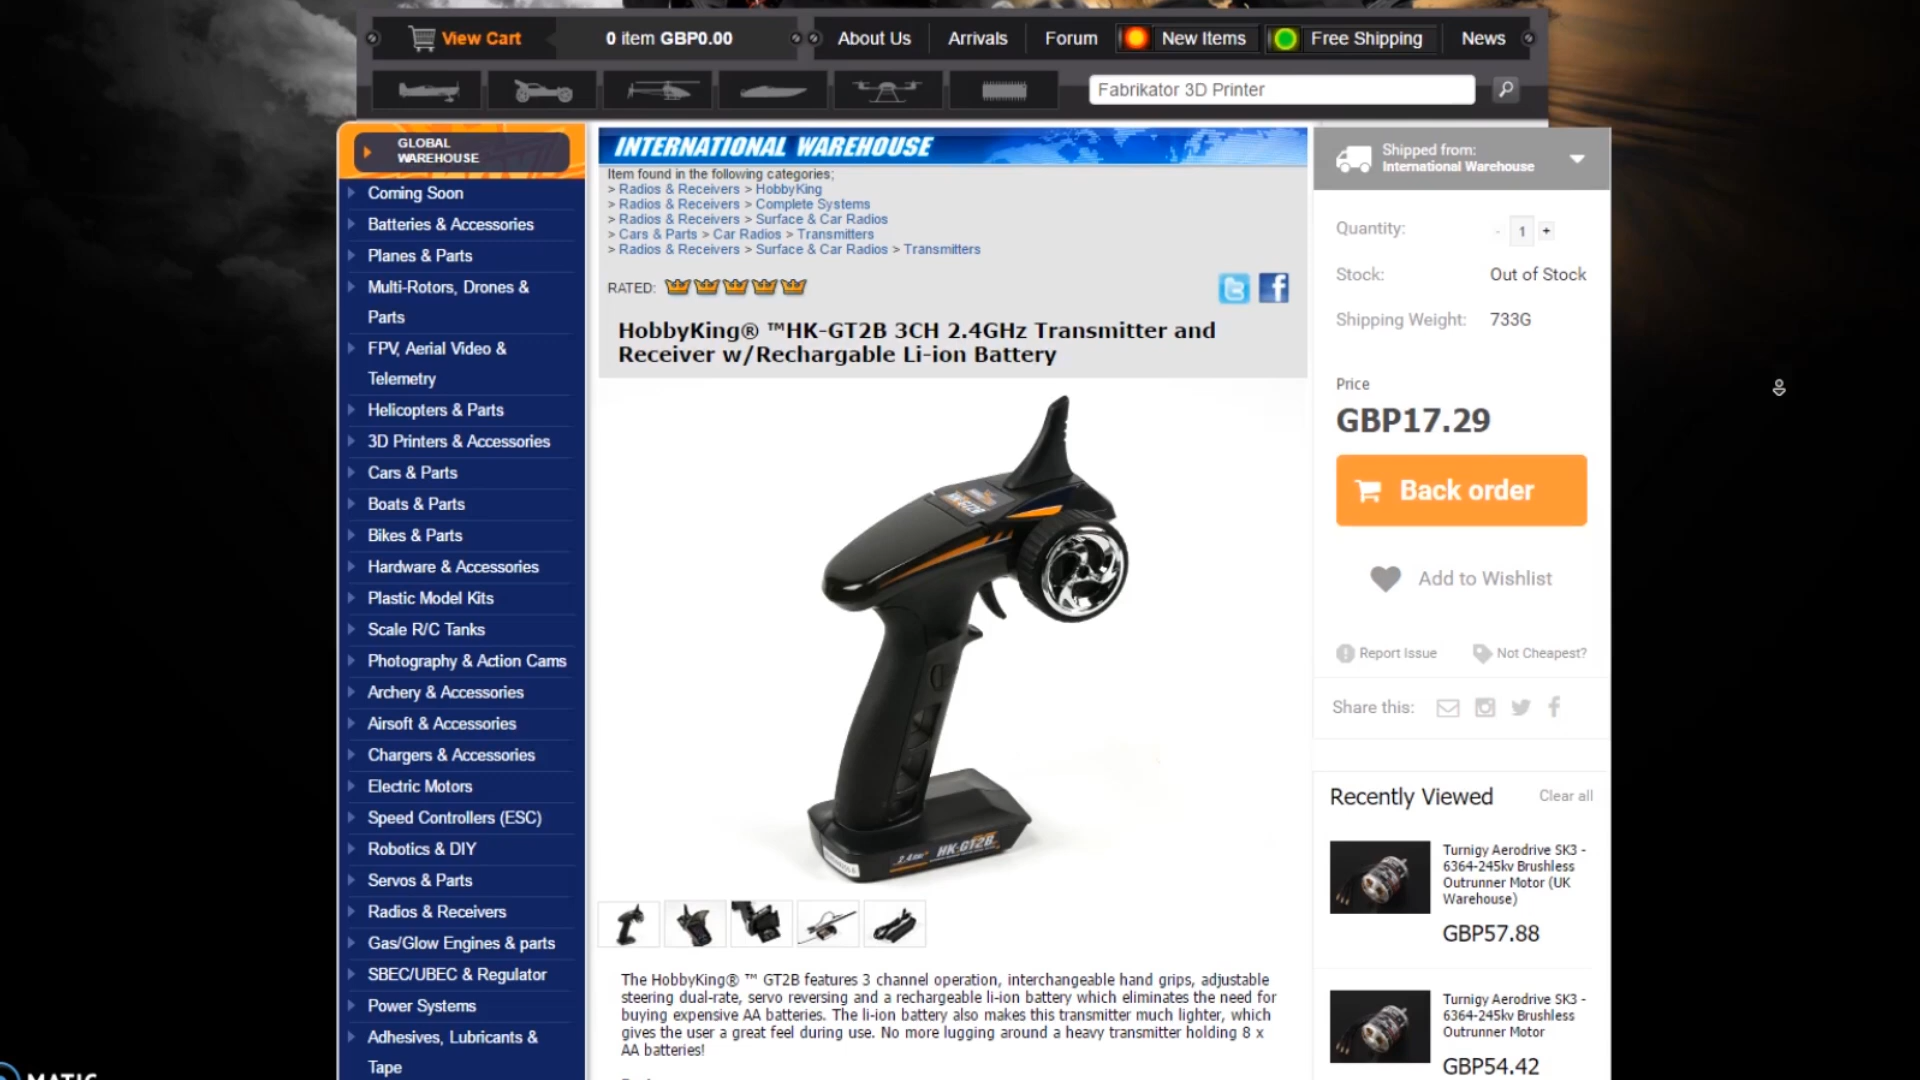 View Cart
0 item GBP0.00
About Us
Arrivals
Forum
New Items
Free Shipping
News
Fabrikator 3D Printer
GLOBAL
WAREHOUSE
Coming Soon
Batteries & Accessories
Planes & Parts
Multi-Rotors, Drones &
Parts
FPV, Aerial Video &
Telemetry
Helicopters & Parts
3D Printers & Accessories
Cars & Parts
Boats & Parts
Bikes & Parts
Hardware & Accessories
Plastic Model Kits
Scale R/C Tanks
Photography & Action Cams
Archery & Accessories
Airsoft & Accessories
Chargers & Accessories
Electric Motors
Speed Controllers (ESC)
Robotics & DIY
Servos & Parts
Radios & Receivers
Gas/Glow Engines & parts
SBEC/UBEC & Regulator
Power Systems
Adhesives, Lubricants &
Tape
INTERNATIONAL WAREHOUSE
Item found in the following categories;
> Radios & Receivers > HobbyKing
> Radios & Receivers > Complete Systems
> Radios & Receivers > Surface & Car Radios
> Cars & Parts > Car Radios > Transmitters
> Radios & Receivers > Surface & Car Radios > Transmitters
RATED:
HobbyKing® ™HK-GT2B 3CH 2.4GHz Transmitter and
Receiver w/Rechargable Li-ion Battery
HK-GT2B
HK-GT2B
The HobbyKing® ™ GT2B features 3 channel operation, interchangeable hand grips, adjustable
steering dual-rate, servo reversing and a rechargeable li-ion battery which eliminates the need for
buying expensive AA batteries. The li-ion battery also makes this transmitter much lighter, which
gives the user a great feel during use. No more lugging around a heavy transmitter holding 8 x
AA batteries!
Shipped from:
International Warehouse
Quantity: - 1 +
Stock: Out of Stock
Shipping Weight: 733G
Price
GBP17.29
Back order
Add to Wishlist
Report Issue
Not Cheapest?
Share this:
Recently Viewed
Clear all
Turnigy Aerodrive SK3 -
6364-245kv Brushless
Outrunner Motor (UK
Warehouse)
GBP57.88
Turnigy Aerodrive SK3 -
6364-245kv Brushless
Outrunner Motor
GBP54.42